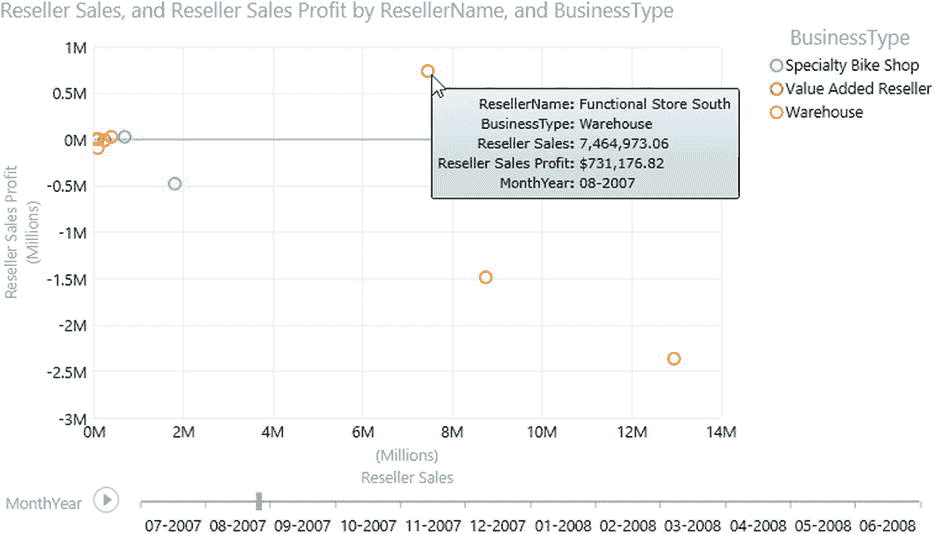 Reseller Sales, and Reseller Sales Profit by ResellerName, and BusinessType
BusinessType
Specialty Bike Shop
Value Added Reseller
Warehouse
1M
0.5M
0M
-0.5M
-1M
-1.5M
-2M
-2.5M
-3M
Reseller Sales Profit
(Millions)
ResellerName: Functional Store South
BusinessType: Warehouse
Reseller Sales: 7,464,973.06
Reseller Sales Profit: $731,176.82
MonthYear: 08-2007
0M 2M 4M 6M 8M 10M 12M 14M
(Millions)
Reseller Sales
MonthYear
07-2007 08-2007 09-2007 10-2007 11-2007 12-2007 01-2008 02-2008 03-2008 04-2008 05-2008 06-2008